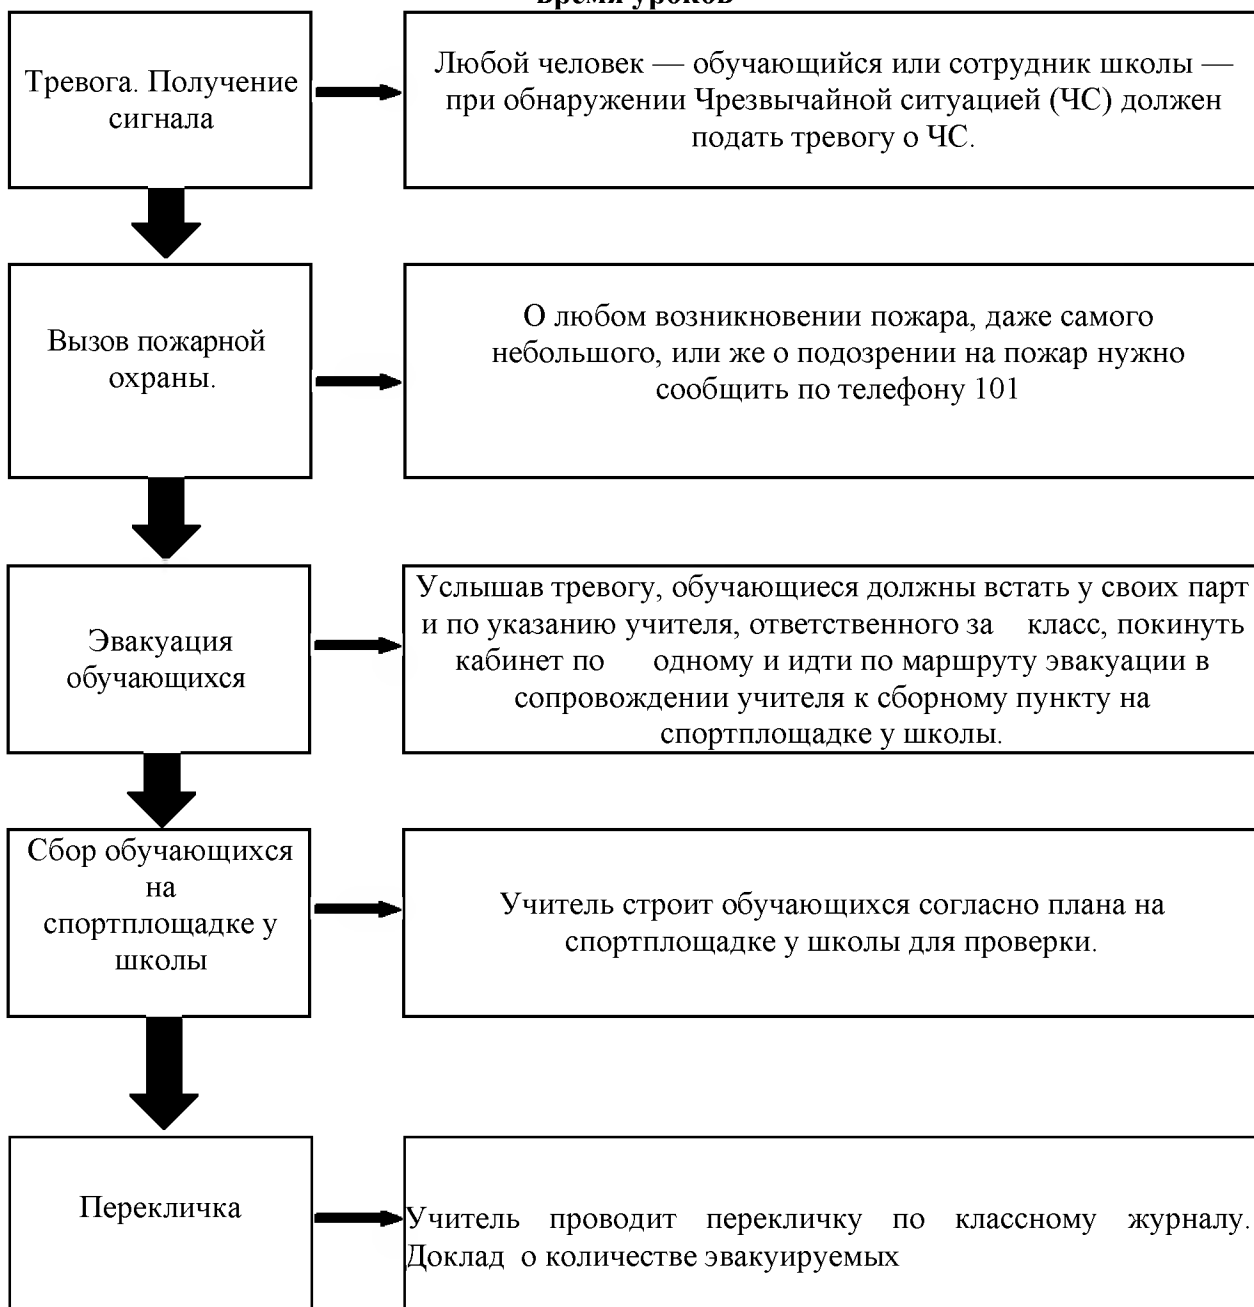 время уроков
Тревога. Получение
сигнала
Любой человек — обучающийся или сотрудник школы —
при обнаружении Чрезвычайной ситуацией (ЧС) должен
подать тревогу о ЧС.
Вызов пожарной
охраны.
О любом возникновении пожара, даже самого
небольшого, или же о подозрении на пожар нужно
сообщить по телефону 101
Эвакуация
обучающихся
Услышав тревогу, обучающиеся должны встать у своих парт
и по указанию учителя, ответственного за класс, покинуть
кабинет по одному и идти по маршруту эвакуации в
сопровождении учителя к сборному пункту на
спортплощадке у школы.
Сбор обучающихся
на
спортплощадке у
школы
Учитель строит обучающихся согласно плана на
спортплощадке у школы для проверки.
Перекличка
Учитель проводит перекличку по классному журналу.
Доклад о количестве эвакуируемых